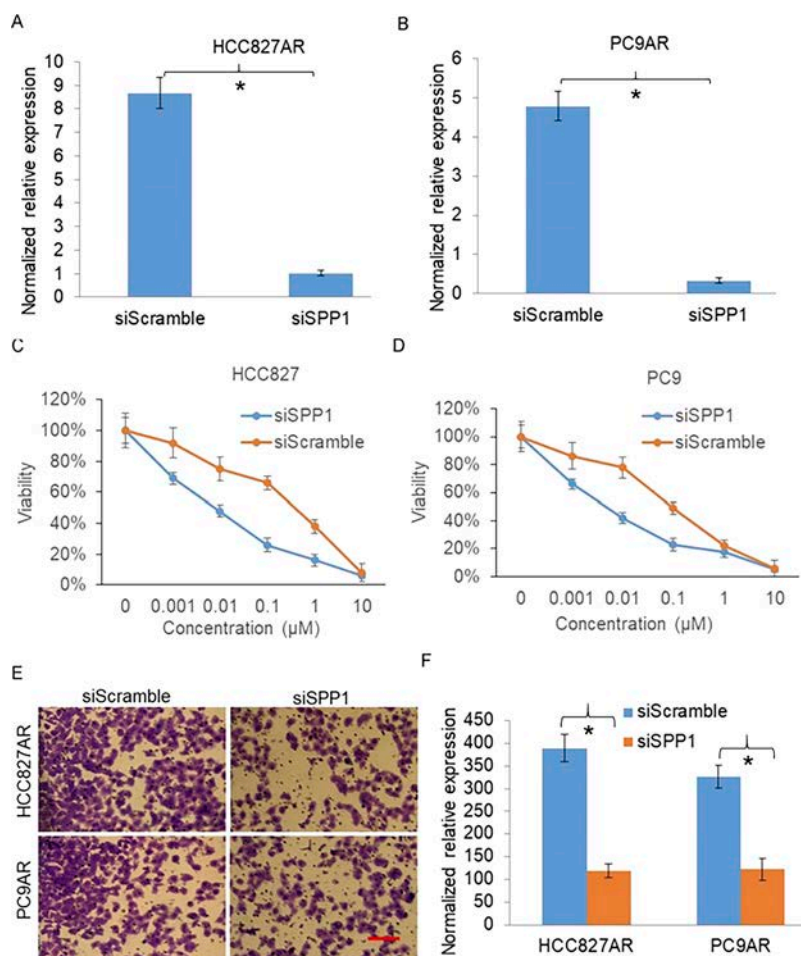 A
HCC827AR
Normalized relative expression
10
9
8
7
6
5
4
3
2
1
0
*
siScramble siSPP1
B
PC9AR
Normalized relative expression
6
5
4
3
2
1
0
*
siScramble siSPP1
C
HCC827
Viability
120%
100%
80%
60%
40%
20%
0%
siSPP1
siScramble
0 0.001 0.01 0.1 1 10
Concentration (µM)
D
PC9
Viability
120%
100%
80%
60%
40%
20%
0%
siSPP1
siScramble
0 0.001 0.01 0.1 1 10
Concentration (µM)
E
siScramble siSPP1
HCC827AR
PC9AR
F
Normalized relative expression
450
400
350
300
250
200
150
100
50
0
siScramble
siSPP1
* *
HCC827AR PC9AR